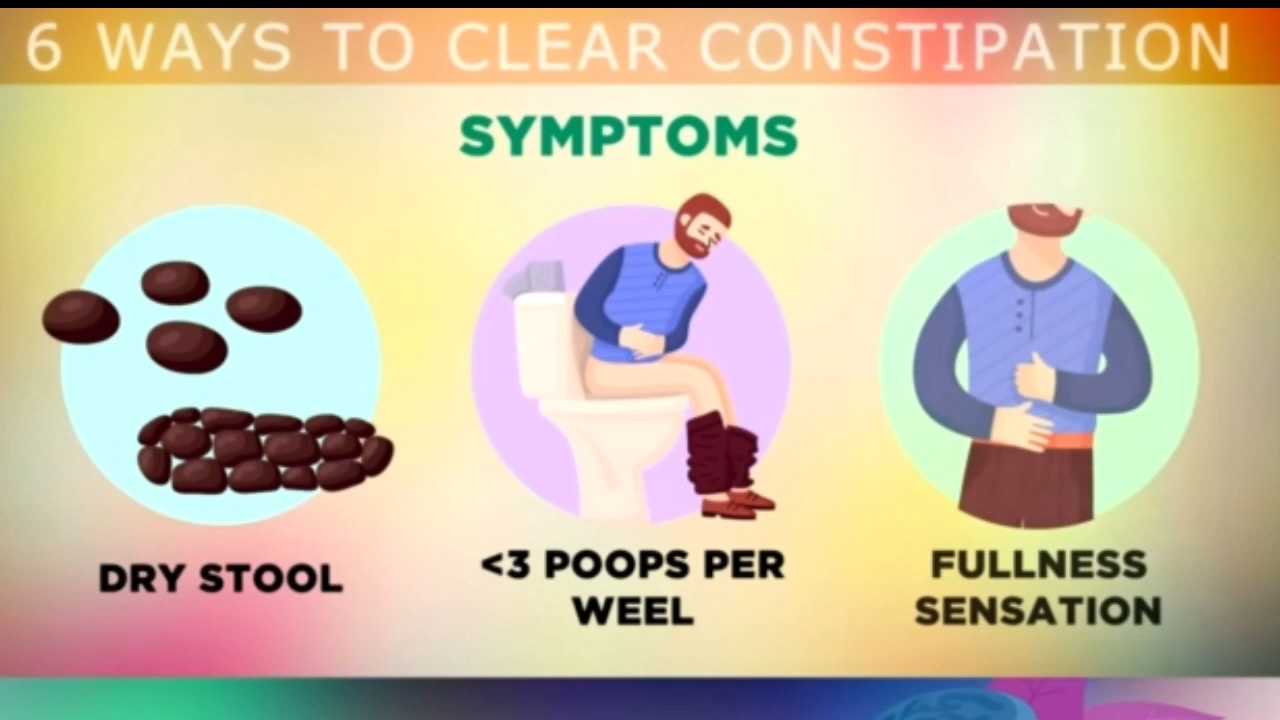 6 WAYS TO CLEAR CONSTIPATION
SYMPTOMS
DRY STOOL
<3 POOPS PER
WEEL
FULLNESS
SENSATION